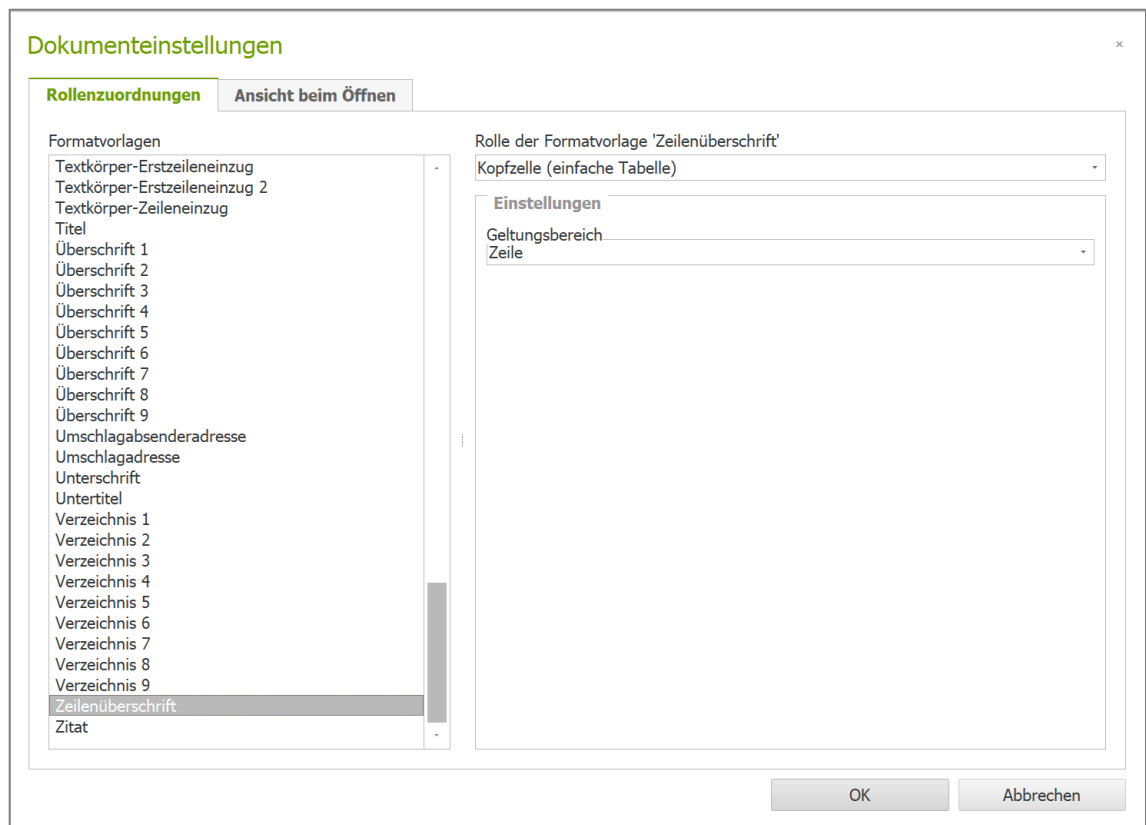 Dokumenteinstellungen
×
Rollenzuordnungen
Ansicht beim Öffnen
Formatvorlagen
Textkörper-Erstzeileneinzug
Textkörper-Erstzeileneinzug 2
Textkörper-Zeileneinzug
Titel
Überschrift 1
Überschrift 2
Überschrift 3
Überschrift 4
Überschrift 5
Überschrift 6
Überschrift 7
Überschrift 8
Überschrift 9
Umschlagabsenderadresse
Umschlagadresse
Unterschrift
Untertitel
Verzeichnis 1
Verzeichnis 2
Verzeichnis 3
Verzeichnis 4
Verzeichnis 5
Verzeichnis 6
Verzeichnis 7
Verzeichnis 8
Verzeichnis 9
Zeilenüberschrift
Zitat
Rolle der Formatvorlage 'Zeilenüberschrift'
Kopfzelle (einfache Tabelle)
Einstellungen
Geltungsbereich
Zeile
OK
Abbrechen